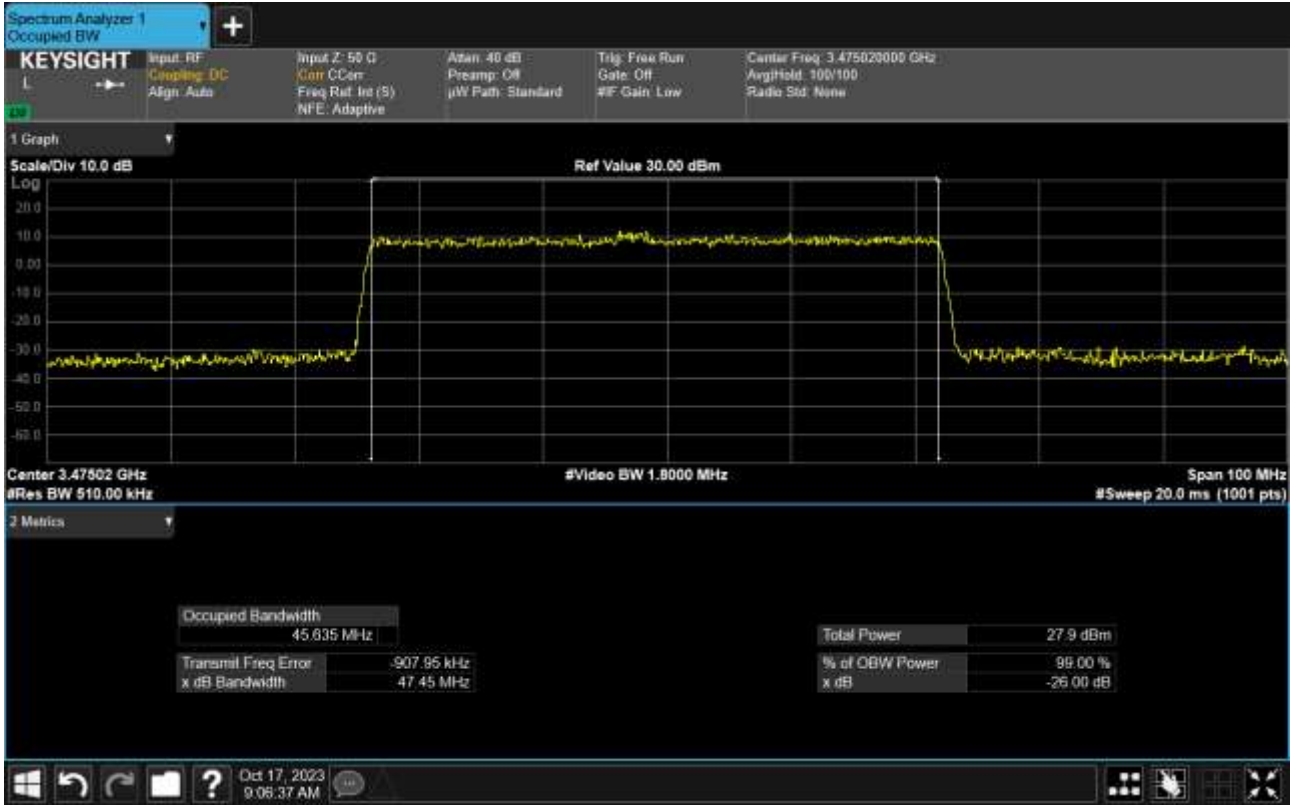 Spectrum Analyzer 1
Occupied BW
+
KEYSIGHT
L
Input: RF
Coupling: DC
Align: Auto
Input Z: 50 Ω
Corr CCorr
Freq Ref: Int (S)
NFE: Adaptive
Atten: 40 dB
Preamp: Off
µW Path: Standard
Trig: Free Run
Gate: Off
#IF Gain: Low
Center Freq: 3.475020000 GHz
Avg|Hold: 100/100
Radio Std: None
1 Graph
Scale/Div 10.0 dB
Ref Value 30.00 dBm
Log
20.0
10.0
0.00
-10.0
-20.0
-30.0
-40.0
-50.0
-60.0
Center 3.47502 GHz
#Video BW 1.8000 MHz
Span 100 MHz
#Res BW 510.00 kHz
#Sweep 20.0 ms (1001 pts)
2 Metrics
Occupied Bandwidth
45.635 MHz
Total Power 27.9 dBm
Transmit Freq Error -907.95 kHz
% of OBW Power 99.00 %
x dB Bandwidth 47.45 MHz
x dB -26.00 dB
?
Oct 17, 2023
9:06:37 AM